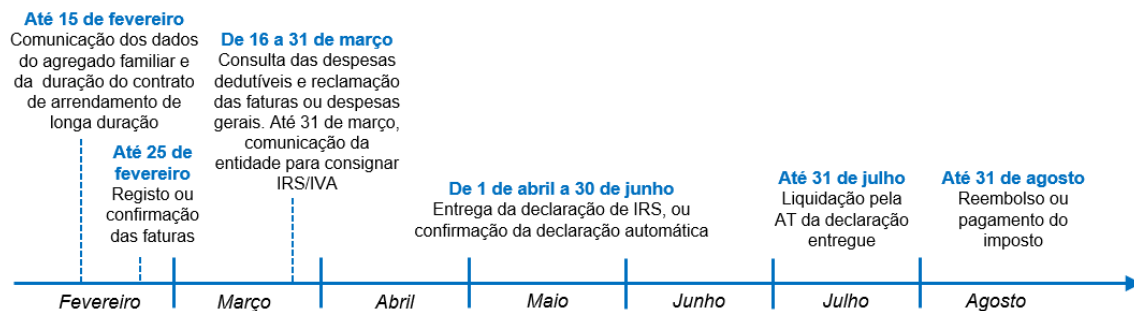 Até 15 de fevereiro
Comunicação dos dados
do agregado familiar e
da duração do contrato
de arrendamento de
longa duração
Até 25 de
fevereiro
Registo ou
confirmação
das faturas
De 16 a 31 de março
Consulta das despesas
dedutíveis e reclamação
das faturas ou despesas
gerais. Até 31 de março,
comunicação da
entidade para consignar
IRS/IVA
De 1 de abril a 30 de junho
Entrega da declaração de IRS, ou
confirmação da declaração automática
Até 31 de julho
Liquidação pela
AT da declaração
entregue
Até 31 de agosto
Reembolso ou
pagamento do
imposto
Fevereiro Março Abril Maio Junho Julho Agosto